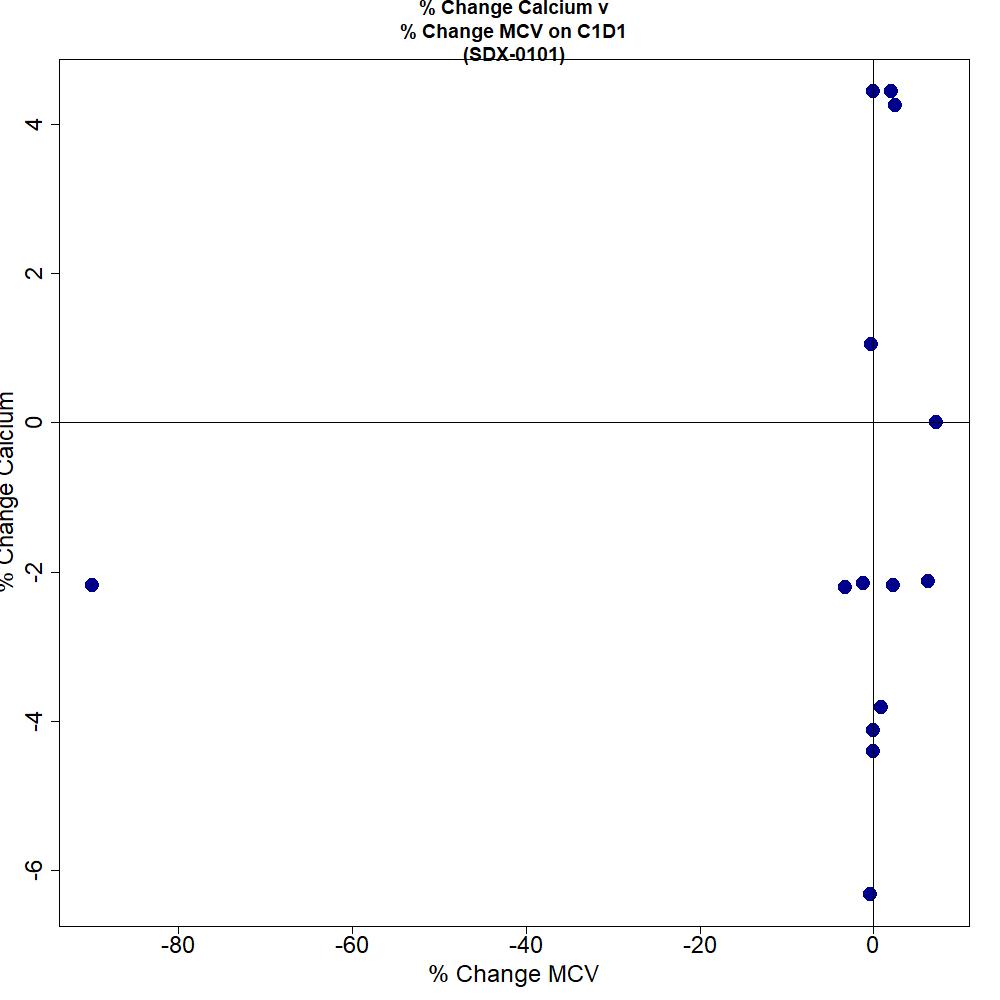 % Change Calcium v
% Change MCV on C1D1
(SDX-0101)
% Change Calcium
4
2
0
-2
-4
-6
-80
-60
-40
-20
0
% Change MCV